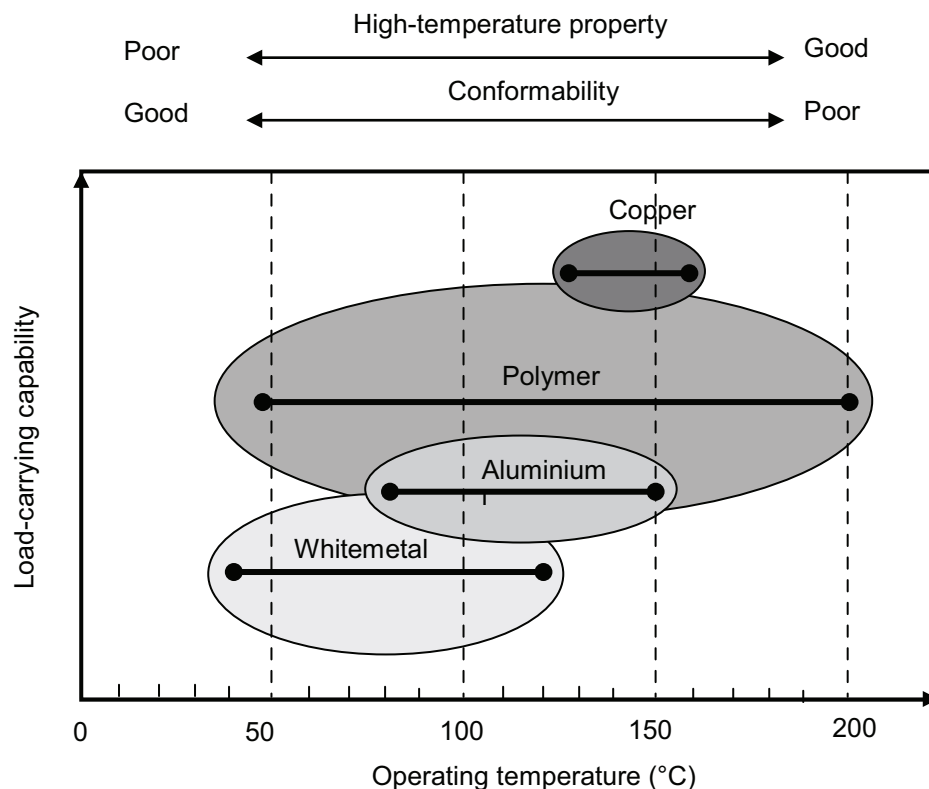 High-temperature property
Poor
Good
Conformability
Good
Poor
Copper
Polymer
Aluminium
Whitemetal
Load-carrying capability
0
50
100
150
200
Operating temperature (°C)